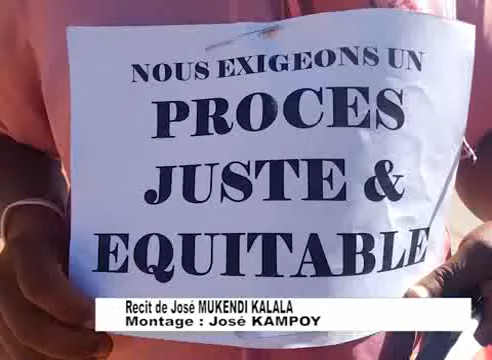 NOUS EXIGEONS UN
PROCES
JUSTE &
EQUITABLE
Recit de José MUKENDI KALALA
Montage : José KAMPOY